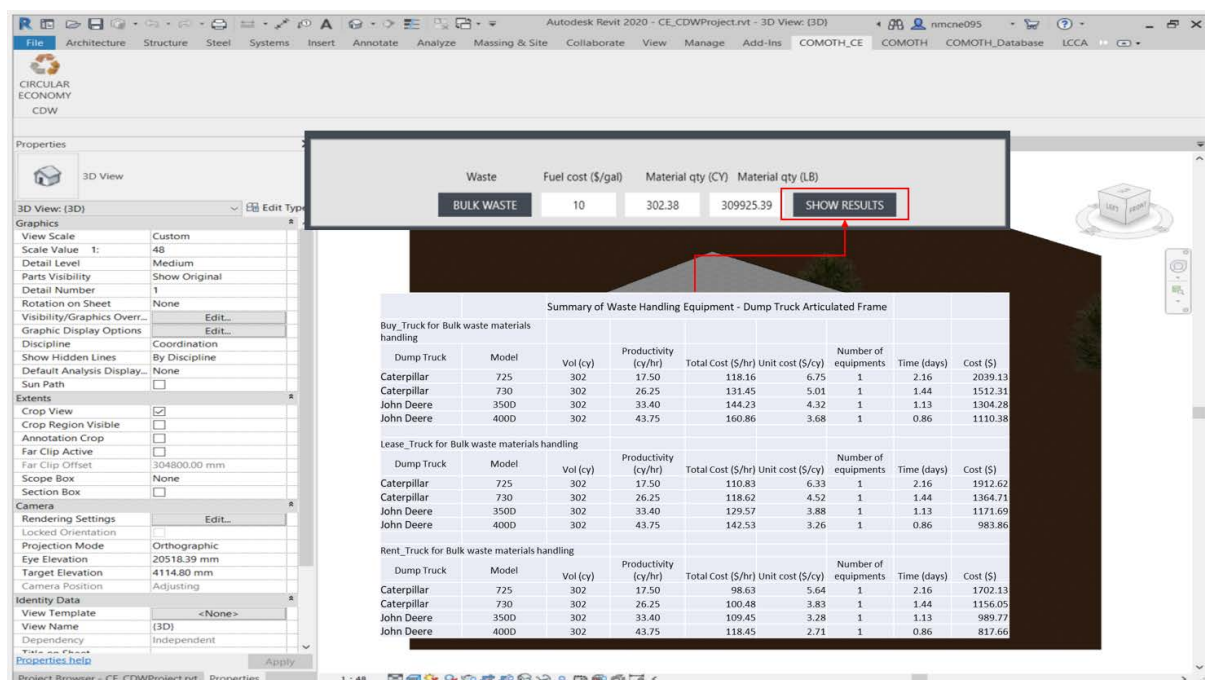 Autodesk Revit 2020 - CE_CDWProject.rvt - 3D View: {3D}
nmcne095
File Architecture Structure Steel Systems Insert Annotate Analyze Massing & Site Collaborate View Manage Add-Ins COMOTH_CE COMOTH COMOTH_Database LCCA
CIRCULAR
ECONOMY
CDW
Properties
3D View
3D View: {3D} Edit Type
Graphics
View Scale Custom
Scale Value 1: 48
Detail Level Medium
Parts Visibility Show Original
Detail Number 1
Rotation on Sheet None
Visibility/Graphics Overr... Edit...
Graphic Display Options Edit...
Discipline Coordination
Show Hidden Lines By Discipline
Default Analysis Display... None
Sun Path
Extents
Crop View
Crop Region Visible
Annotation Crop
Far Clip Active
Far Clip Offset 304800.00 mm
Scope Box None
Section Box
Camera
Rendering Settings Edit...
Locked Orientation
Projection Mode Orthographic
Eye Elevation 20518.39 mm
Target Elevation 4114.80 mm
Camera Position Adjusting
Identity Data
View Template <None>
View Name {3D}
Dependency Independent
Title on Sheet
Properties help Apply
Project Browser - CE_CDWProject.rvt Properties
1 : 48
Waste Fuel cost ($/gal) Material qty (CY) Material qty (LB)
BULK WASTE 10 302.38 309925.39 SHOW RESULTS
LEFT FRONT
Summary of Waste Handling Equipment - Dump Truck Articulated Frame
Buy_Truck for Bulk waste materials
handling
Dump Truck Model Vol (cy) Productivity (cy/hr) Total Cost ($/hr) Unit cost ($/cy) Number of equipments Time (days) Cost ($)
Caterpillar 725 302 17.50 118.16 6.75 1 2.16 2039.13
Caterpillar 730 302 26.25 131.45 5.01 1 1.44 1512.31
John Deere 350D 302 33.40 144.23 4.32 1 1.13 1304.28
John Deere 400D 302 43.75 160.86 3.68 1 0.86 1110.38
Lease_Truck for Bulk waste materials handling
Dump Truck Model Vol (cy) Productivity (cy/hr) Total Cost ($/hr) Unit cost ($/cy) Number of equipments Time (days) Cost ($)
Caterpillar 725 302 17.50 110.83 6.33 1 2.16 1912.62
Caterpillar 730 302 26.25 118.62 4.52 1 1.44 1364.71
John Deere 350D 302 33.40 129.57 3.88 1 1.13 1171.69
John Deere 400D 302 43.75 142.53 3.26 1 0.86 983.86
Rent_Truck for Bulk waste materials handling
Dump Truck Model Vol (cy) Productivity (cy/hr) Total Cost ($/hr) Unit cost ($/cy) Number of equipments Time (days) Cost ($)
Caterpillar 725 302 17.50 98.63 5.64 1 2.16 1702.13
Caterpillar 730 302 26.25 100.48 3.83 1 1.44 1156.05
John Deere 350D 302 33.40 109.45 3.28 1 1.13 989.77
John Deere 400D 302 43.75 118.45 2.71 1 0.86 817.66